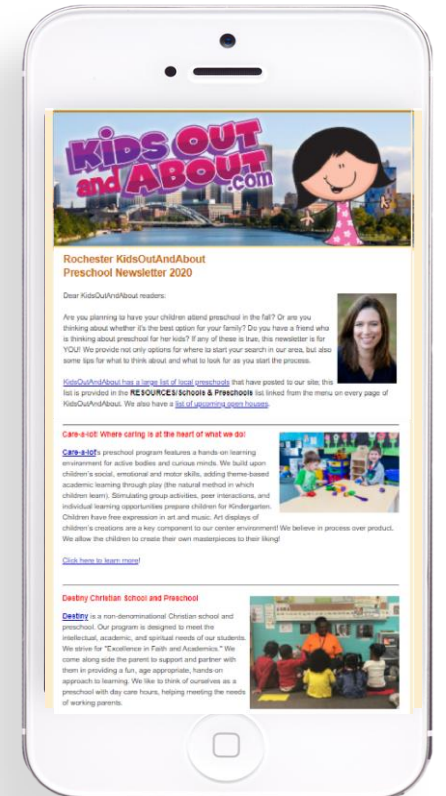 KiDS OUT
and ABOUT
.com
Rochester KidsOutAndAbout
Preschool Newsletter 2020
Dear KidsOutAndAbout readers:
Are you planning to have your children attend preschool in the fall? Or are you
thinking about whether it's the best option for your family? Do you have a friend who
is thinking about preschool for her kids? If any of these is true, this newsletter is for
YOU! We provide not only options for where to start your search in our area, but also
some tips for what to think about and what to look for as you start the process.
KidsOutAndAbout has a large list of local preschools that have posted to our site; this
list is provided in the RESOURCES/Schools & Preschools list linked from the menu on every page of
KidsOutAndAbout. We also have a list of upcoming open houses.
Care-a-lot! Where caring is at the heart of what we do!
Care-a-lot's preschool program features a hands-on learning
environment for active bodies and curious minds. We build upon
children's social, emotional and motor skills, adding theme-based
academic learning through play (the natural method in which
children learn). Stimulating group activities, peer interactions, and
individual learning opportunities prepare children for Kindergarten.
Children have free expression in art and music. Art displays of
children's creations are a key component to our center environment! We believe in process over product.
We allow the children to create their own masterpieces to their liking!
Click here to learn more!
Destiny Christian School and Preschool
Destiny is a non-denominational Christian school and
preschool. Our program is designed to meet the
intellectual, academic, and spiritual needs of our students.
We strive for "Excellence in Faith and Academics." We
come along side the parent to support and partner with
them in providing a fun, age appropriate, hands-on
approach to learning. We like to think of ourselves as a
preschool with day care hours, helping meeting the needs
of working parents.